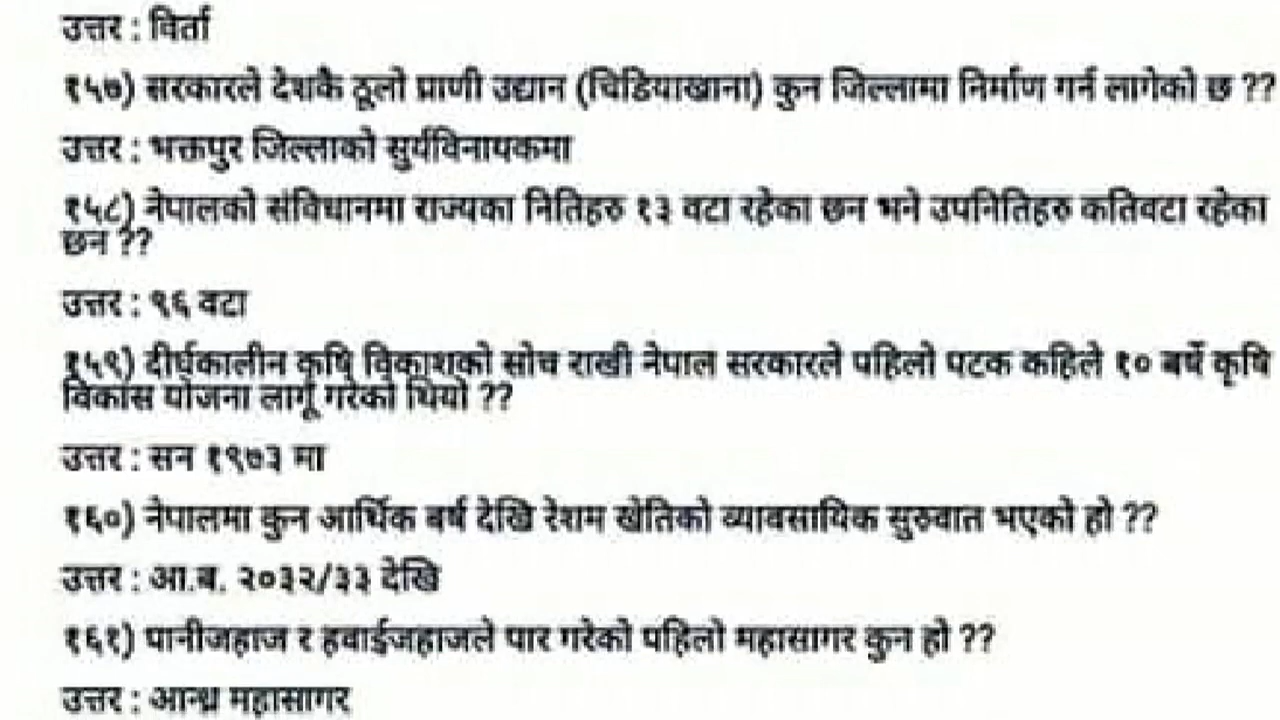 उत्तर : विर्ता
१५७) सरकारले देशकै ठूलो प्राणी उद्यान (चिडियाखाना) कुन जिल्लामा निर्माण गर्न लागेको छ ??
उत्तर : भक्तपुर जिल्लाको सुर्यविनायकमा
१५८) नेपालको संविधानमा राज्यका नितिहरु १३ वटा रहेका छन भने उपनितिहरु कतिवटा रहेका
छन ??
उत्तर : ९६ वटा
१५९) दीर्घकालीन कृषि विकाशको सोच राखी नेपाल सरकारले पहिलो पटक कहिले १० बर्षे कृषि
विकास योजना लागूँ गरेको थियो ??
उत्तर : सन १९७३ मा
१६०) नेपालमा कुन आर्थिक बर्ष देखि रेशम खेतिको व्यावसायिक सुरुवात भएको हो ??
उत्तर : आ.ब. २०३२/३३ देखि
१६१) पानीजहाज र हवाईजहाजले पार गरेको पहिलो महासागर कुन हो ??
उत्तर : आन्ध्र महासागर